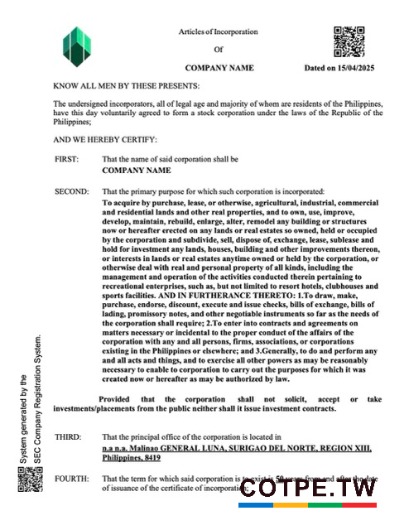 Articles of Incorporation
Of
COMPANY NAME
Dated on 15/04/2025
KNOW ALL MEN BY THESE PRESENTS:
The undersigned incorporators, all of legal age and majority of whom are residents of the Philippines,
have this day voluntarily agreed to form a stock corporation under the laws of the Republic of the
Philippines;
AND WE HEREBY CERTIFY:
FIRST: That the name of said corporation shall be
COMPANY NAME
SECOND: That the primary purpose for which such corporation is incorporated:
To acquire by purchase, lease, or otherwise, agricultural, industrial, commercial
and residential lands and other real properties, and to own, use, improve,
develop, maintain, rebuild, enlarge, alter, remodel any building or structures
now or hereafter erected on any lands or real estates so owned, held or occupied
by the corporation and subdivide, sell, dispose of, exchange, lease, sublease and
hold for investment any lands, houses, building and other improvements thereon,
or interests in lands or real estates anytime owned or held by the corporation, or
otherwise deal with real and personal property of all kinds, including the
management and operation of the activities conducted therein pertaining to
recreational enterprises, such as, but not limited to resort hotels, clubhouses and
sports facilities. AND IN FURTHERANCE THERETO: 1.To draw, make,
purchase, endorse, discount, execute and issue checks, bills of exchange, bills of
lading, promissory notes, and other negotiable instruments so far as the needs of
the corporation shall require; 2.To enter into contracts and agreements on
matters necessary or incidental to the proper conduct of the affairs of the
corporation with any and all persons, firms, associations, or corporations
existing in the Philippines or elsewhere; and 3.Generally, to do and perform any
and all acts and things, and to exercise all other powers as may be reasonably
necessary to enable to corporation to carry out the purposes for which it was
created now or hereafter as may be authorized by law.
Provided that the corporation shall not solicit, accept or take
investments/placements from the public neither shall it issue investment contracts.
THIRD: That the principal office of the corporation is located in
n.a n.a. Malinao GENERAL LUNA, SURIGAO DEL NORTE, REGION XIII,
Philippines, 8419
FOURTH: That the term for which said corporation is to exist is 50 years from and after the date
of issuance of the certificate of incorporation;
System generated by the
SEC Company Registration System.
COTPE.TW